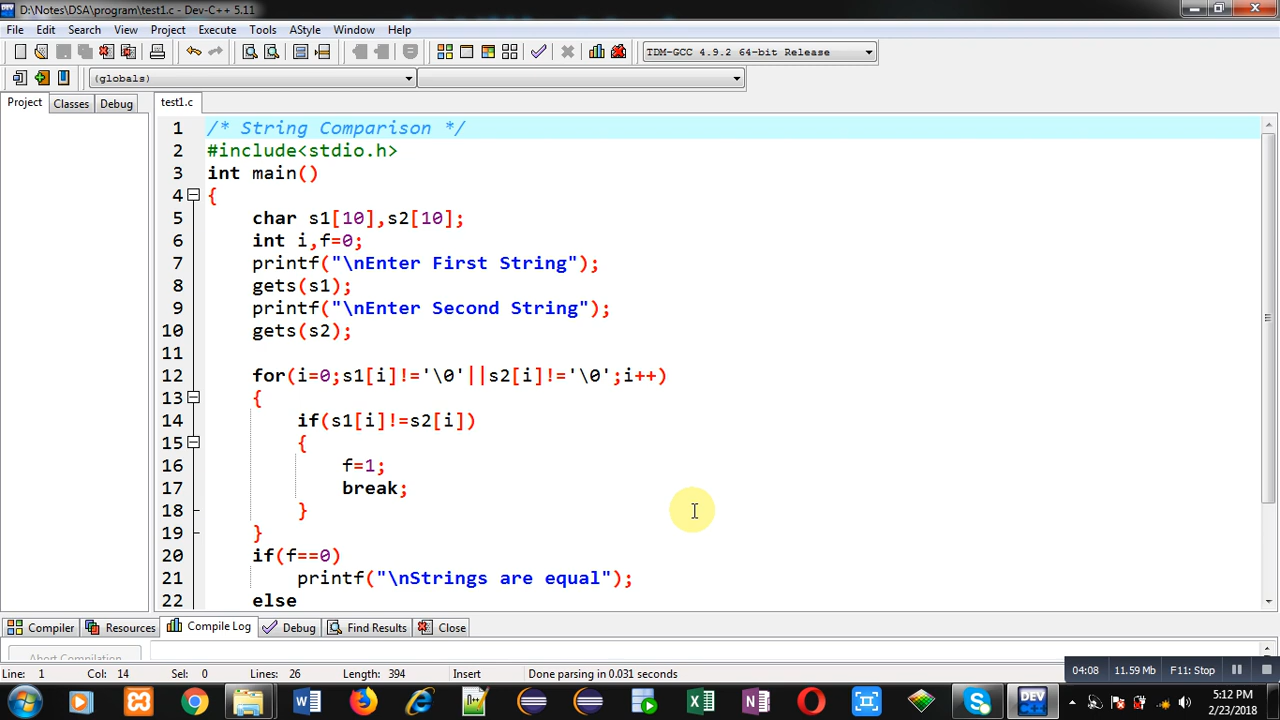 D:\Notes\DSA\program\test1.c - Dev-C++ 5.11
File Edit Search View Project Execute Tools AStyle Window Help
TDM-GCC 4.9.2 64-bit Release
(globals)
Project Classes Debug test1.c
1 /* String Comparison */
2 #include<stdio.h>
3 int main()
4 {
5 char s1[10],s2[10];
6 int i,f=0;
7 printf("\nEnter First String");
8 gets(s1);
9 printf("\nEnter Second String");
10 gets(s2);
11
12 for(i=0;s1[i]!='\0'||s2[i]!='\0';i++)
13 {
14 if(s1[i]!=s2[i])
15 {
16 f=1;
17 break;
18 }
19 }
20 if(f==0)
21 printf("\nStrings are equal");
22 else
Compiler Resources Compile Log Debug Find Results Close
Abort Compilation
Line: 1 Col: 14 Sel: 0 Lines: 26 Length: 394 Insert Done parsing in 0.031 seconds
04:08 11.59 Mb F11: Stop
5:12 PM
2/23/2018